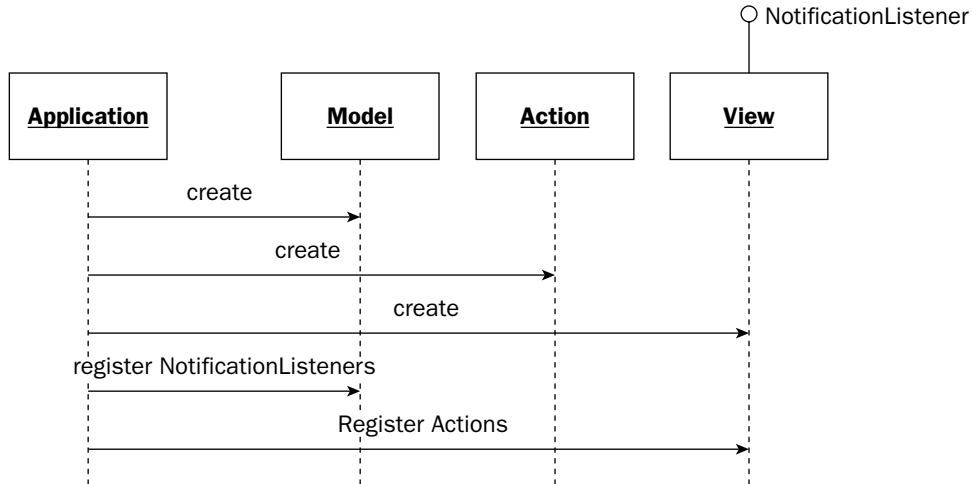 NotificationListener
Application
Model
Action
View
create
create
create
register NotificationListeners
Register Actions